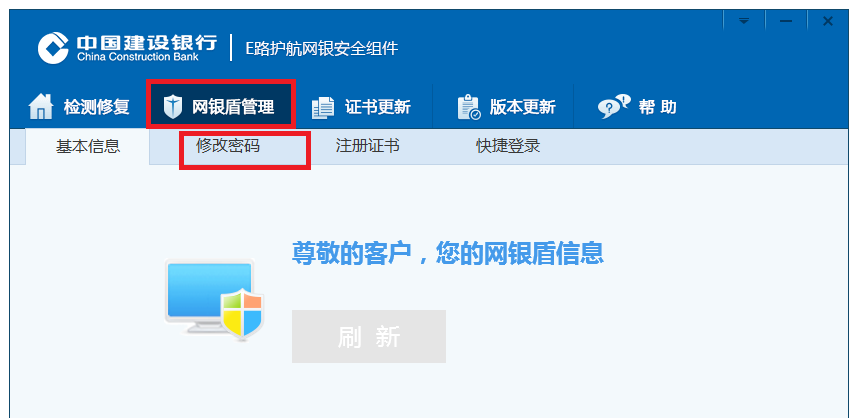 中国建设银行
China Construction Bank
E路护航网银安全组件
检测修复 网银盾管理 证书更新 版本更新 帮 助
基本信息 修改密码 注册证书 快捷登录
尊敬的客户，您的网银盾信息
刷 新